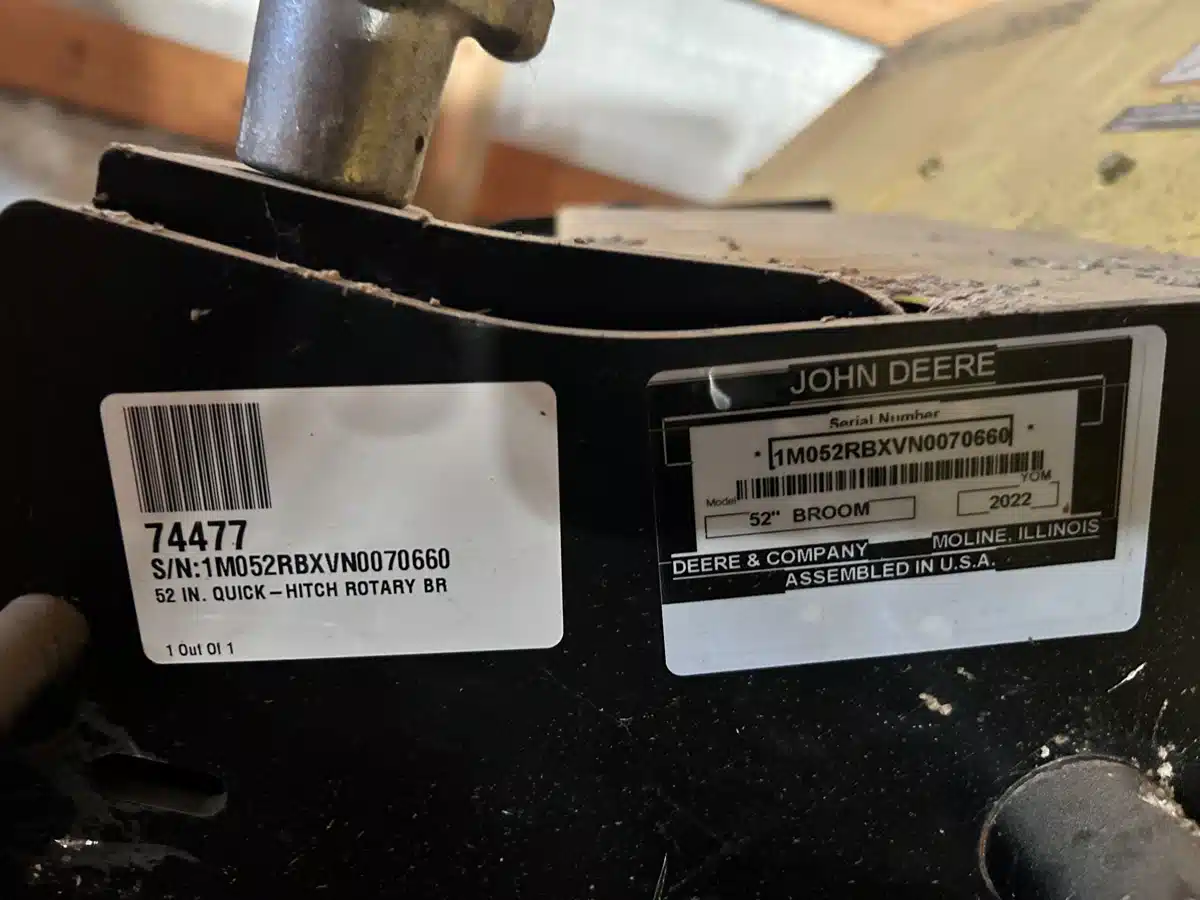 74477
S/N:1M052RBXVN0070660
52 IN. QUICK-HITCH ROTARY BR
1 Out Of 1
JOHN DEERE
Serial Number
* 1M052RBXVN0070660 *
Model
YOM
52" BROOM
2022
DEERE & COMPANY
MOLINE, ILLINOIS
ASSEMBLED IN U.S.A.